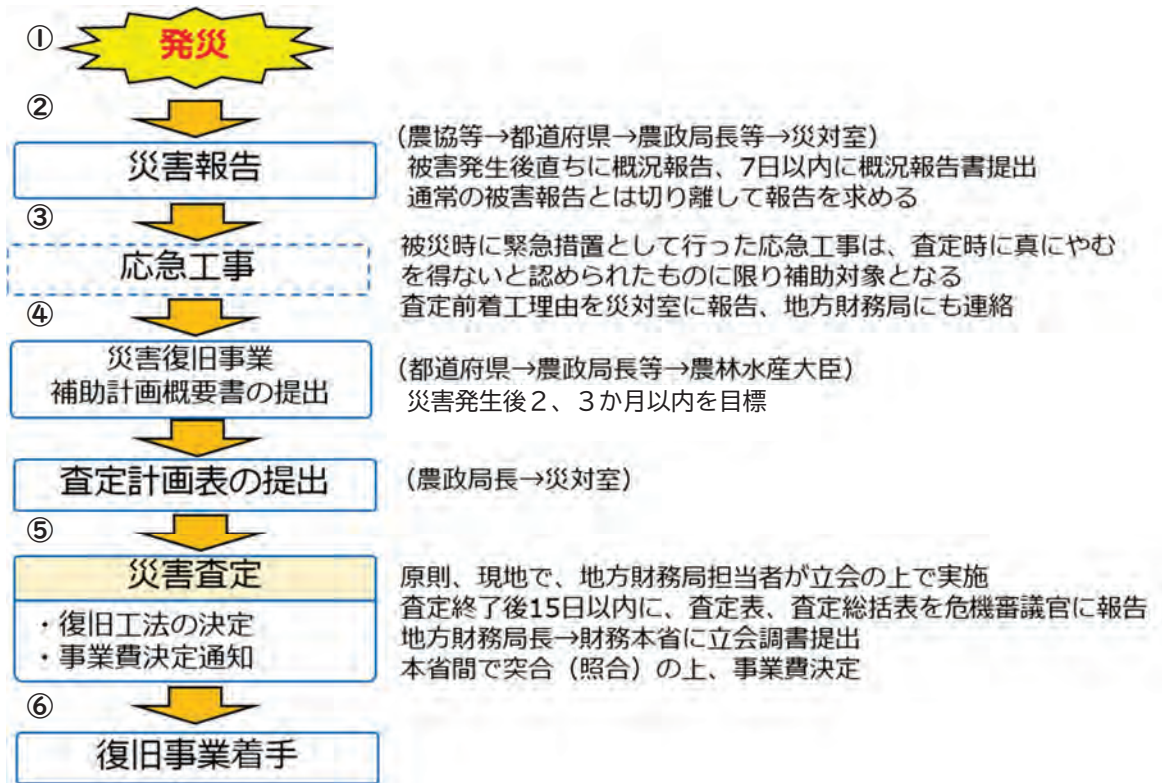 ①
発災
②
災害報告
(農協等→都道府県→農政局長等→災対室)
被害発生後直ちに概況報告、7日以内に概況報告書提出
通常の被害報告とは切り離して報告を求める
③
応急工事
被災時に緊急措置として行った応急工事は、査定時に真にやむ
を得ないと認められたものに限り補助対象となる
査定前着工理由を災対室に報告、地方財務局にも連絡
④
災害復旧事業
補助計画概要書の提出
(都道府県→農政局長等→農林水産大臣)
災害発生後２、３か月以内を目標
査定計画表の提出
(農政局長→災対室)
⑤
災害査定
・復旧工法の決定
・事業費決定通知
原則、現地で、地方財務局担当者が立会の上で実施
査定終了後15日以内に、査定表、査定総括表を危機審議官に報告
地方財務局長→財務本省に立会調書提出
本省間で突合（照合）の上、事業費決定
⑥
復旧事業着手